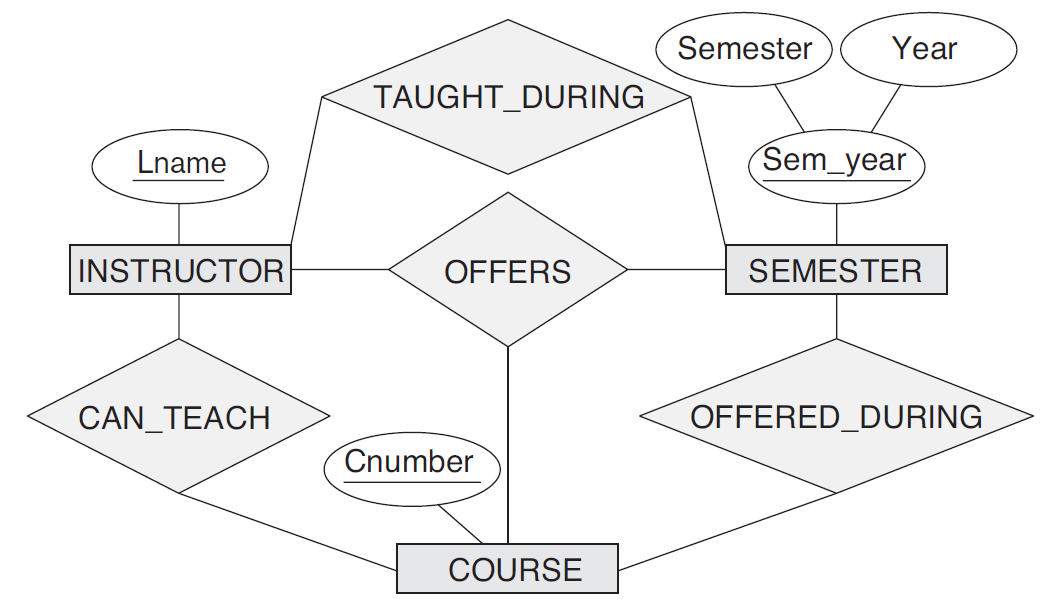 Semester
Year
TAUGHT_DURING
Lname
Sem_year
INSTRUCTOR
OFFERS
SEMESTER
CAN_TEACH
OFFERED_DURING
Cnumber
COURSE